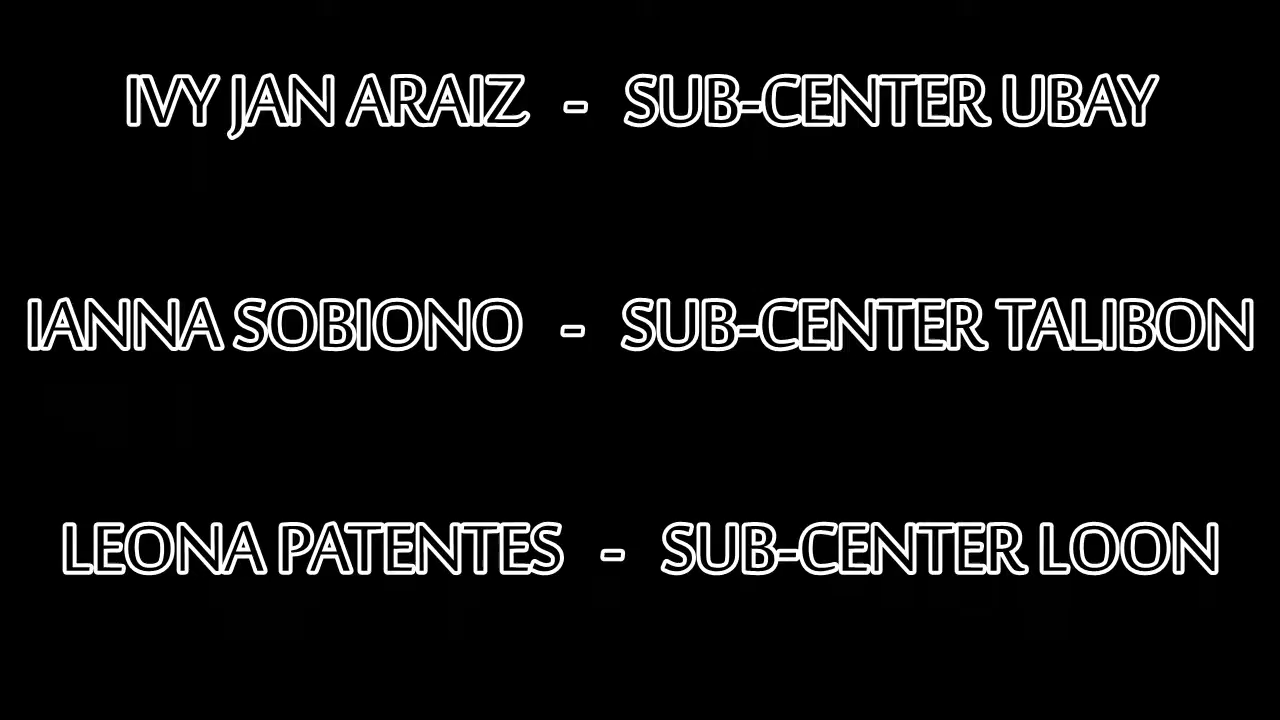 IVY JAN ARAIZ - SUB-CENTER UBAY
IANNA SOBIONO - SUB-CENTER TALIBON
LEONA PATENTES - SUB-CENTER LOON